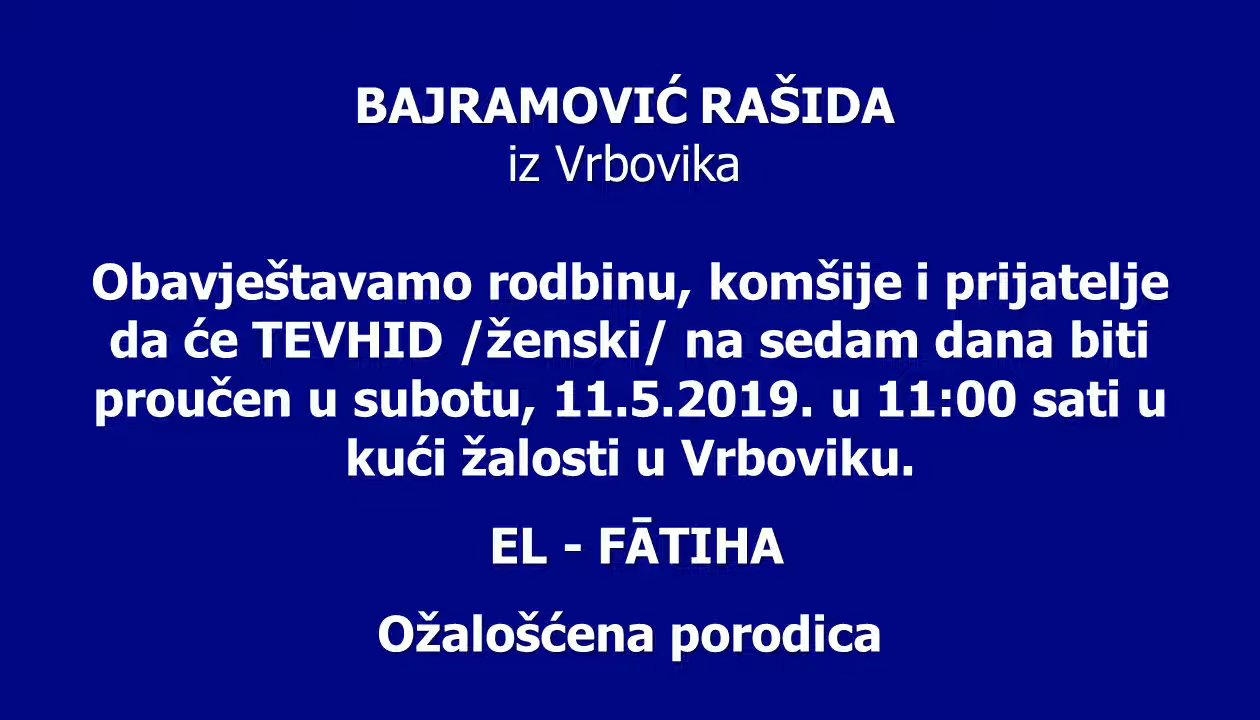 BAJRAMOVIĆ RAŠIDA
iz Vrbovika
Obavještavamo rodbinu, komšije i prijatelje
da će TEVHID /ženski/ na sedam dana biti
proučen u subotu, 11.5.2019. u 11:00 sati u
kući žalosti u Vrboviku.
EL - FĀTIHA
Ožalošćena porodica